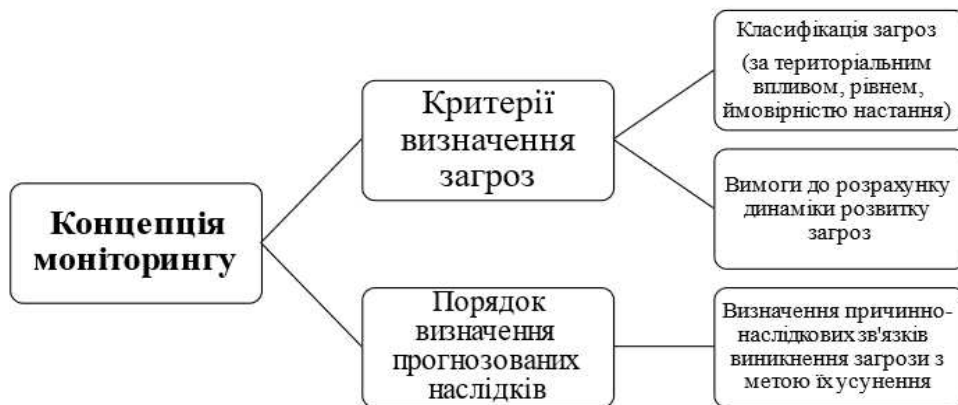 Концепція
моніторингу
Критерії
визначення
загроз
Класифікація загроз
(за територіальним
впливом, рівнем,
ймовірністю настання)
Вимоги до розрахунку
динаміки розвитку
загроз
Порядок
визначення
прогнозованих
наслідків
Визначення причинно-
наслідкових зв'язків
виникнення загрози з
метою їх усунення